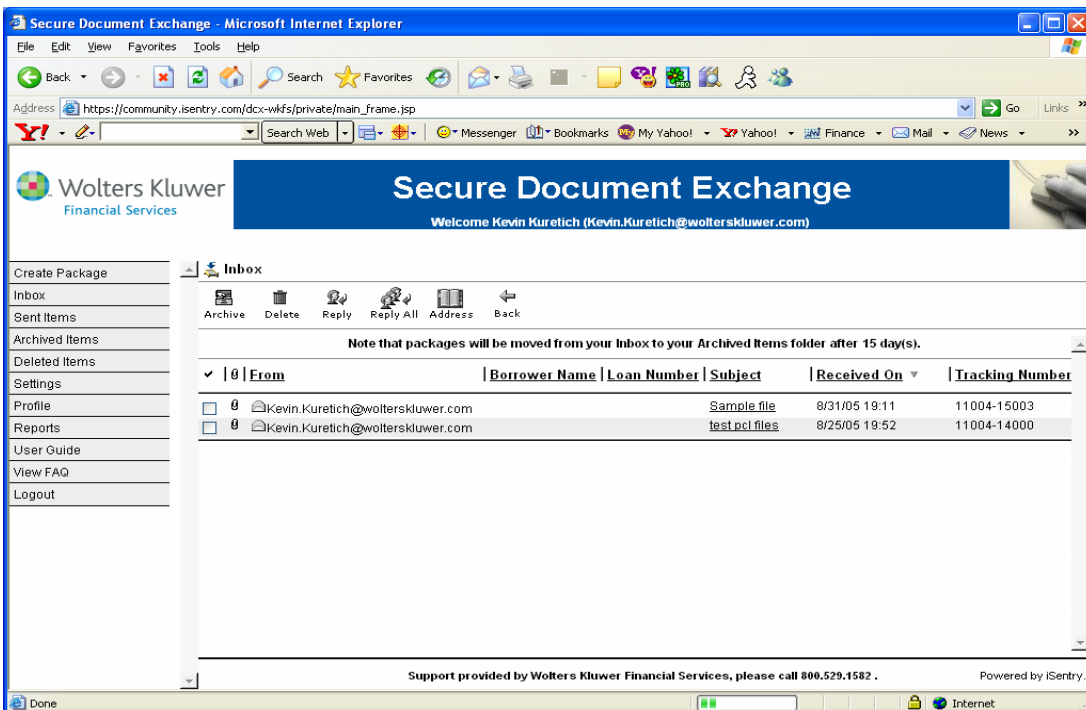 Secure Document Exchange - Microsoft Internet Explorer
File Edit View Favorites Tools Help
Back Search Favorites
Address https://community.isentry.com/dcx-wkfs/private/main_frame.jsp Go Links »
Y! Search Web Messenger Bookmarks My Yahoo! Yahoo! Finance Mail News »
Wolters Kluwer
Financial Services
Secure Document Exchange
Welcome Kevin Kuretich (Kevin.Kuretich@wolterskluwer.com)
Create Package
Inbox
Sent Items
Archived Items
Deleted Items
Settings
Profile
Reports
User Guide
View FAQ
Logout
Inbox
Archive Delete Reply Reply All Address Back
Note that packages will be moved from your Inbox to your Archived Items folder after 15 day(s).
From Borrower Name Loan Number Subject Received On Tracking Number
Kevin.Kuretich@wolterskluwer.com Sample file 8/31/05 19:11 11004-15003
Kevin.Kuretich@wolterskluwer.com test pcl files 8/25/05 19:52 11004-14000
Support provided by Wolters Kluwer Financial Services, please call 800.529.1582 . Powered by iSentry.
Done Internet